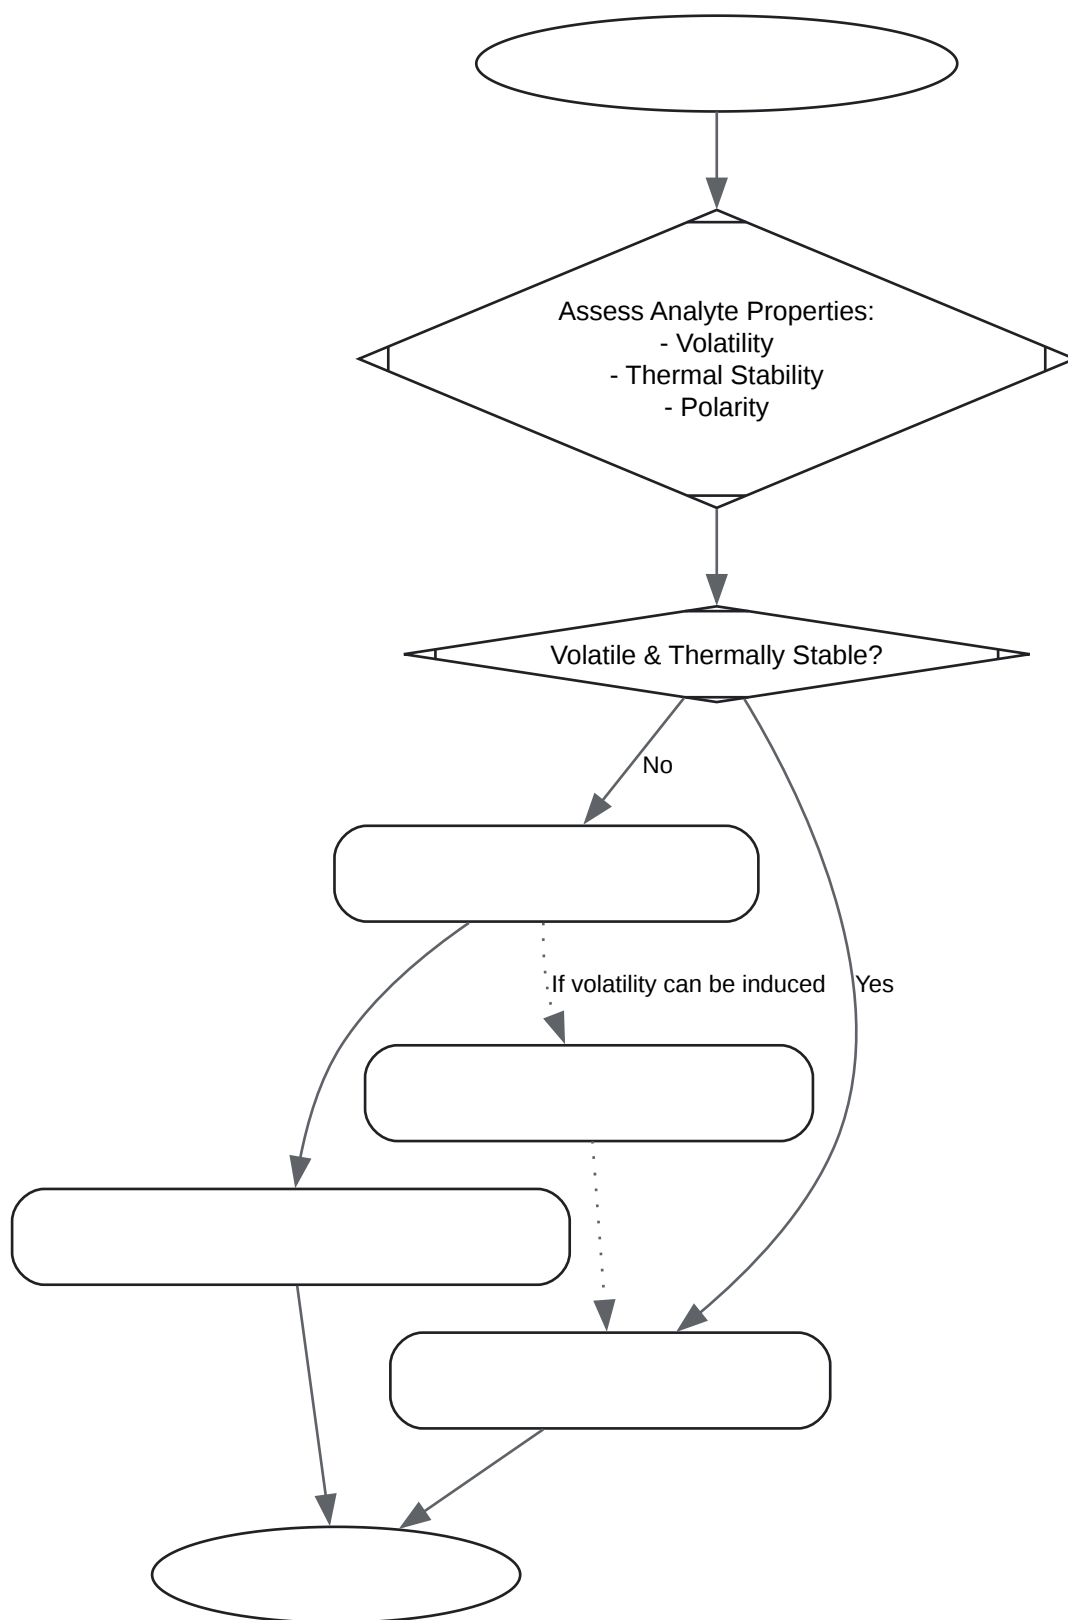 Assess Analyte Properties:
- Volatility
- Thermal Stability
- Polarity
Volatile & Thermally Stable?
No
If volatility can be induced
Yes